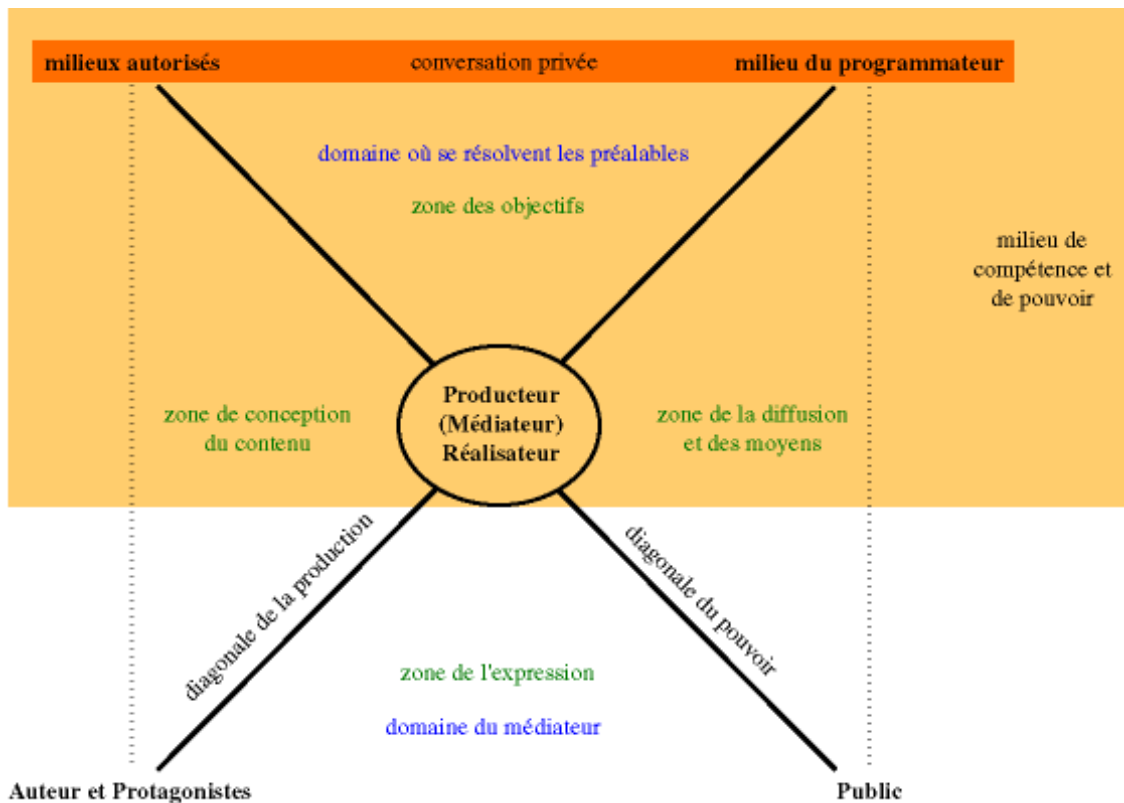 milieux autorisés
conversation privée
milieu du programmateur
domaine où se résolvent les préalables
zone des objectifs
milieu de
compétence et
de pouvoir
zone de conception
du contenu
Producteur
(Médiateur)
Réalisateur
zone de la diffusion
et des moyens
diagonale de la production
diagonale du pouvoir
zone de l'expression
domaine du médiateur
Auteur et Protagonistes
Public